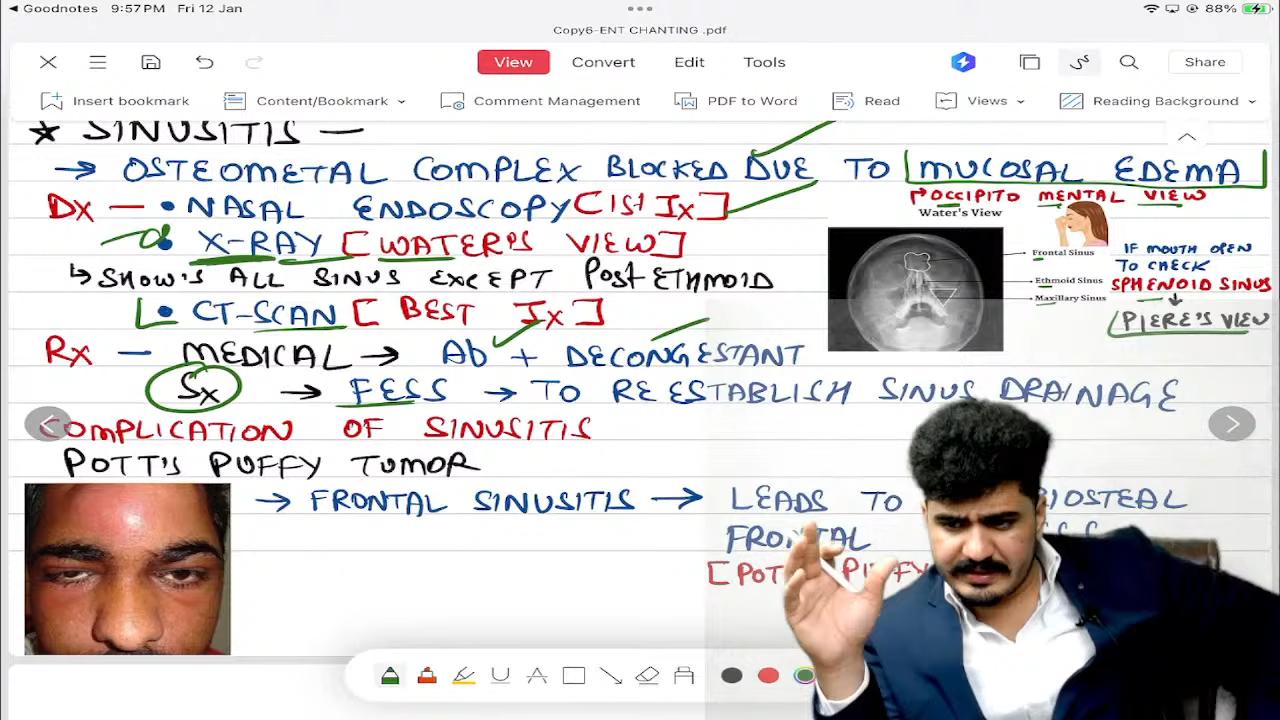 Goodnotes 9:57 PM Fri 12 Jan 88%
Copy6-ENT CHANTING .pdf
View Convert Edit Tools Share
Insert bookmark Content/Bookmark Comment Management PDF to Word Read Views Reading Background
★ SINUSITIS —
→ OSTEOMETAL COMPLEX BLOCKED DUE TO MUCOSAL EDEMA
DX — • NASAL ENDOSCOPY [1st Ix]
• X-RAY [WATER'S VIEW]
↳ SHOW'S ALL SINUS EXCEPT Post ETHMOID
• CT-SCAN [BEST Ix]
OCCIPITO MENTAL VIEW
Water's View
Frontal Sinus
Ethmoid Sinus
Maxillary Sinus
IF MOUTH OPEN
TO CHECK
SPHENOID SINUS
↓
PIERE'S VIEW
Rx — MEDICAL → Ab + DECONGESTANT
Sx → FESS → TO REESTABLISH SINUS DRAINAGE
COMPLICATION OF SINUSITIS
POTT'S PUFFY TUMOR
→ FRONTAL SINUSITIS → LEADS TO
FRONTAL